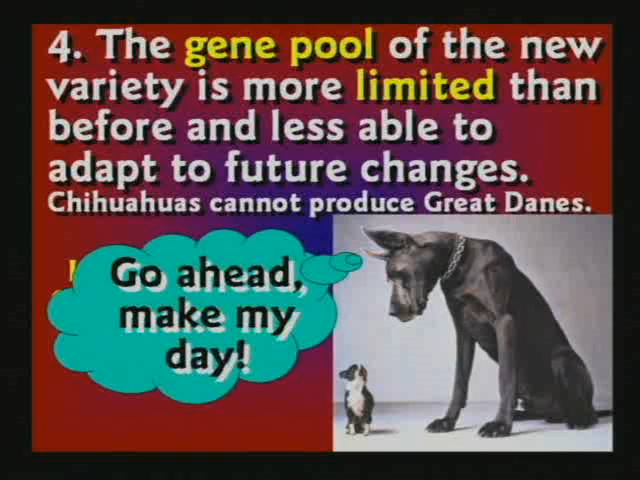 4. The gene pool of the new
variety is more limited than
before and less able to
adapt to future changes.
Chihuahuas cannot produce Great Danes.
Go ahead,
make my
day!